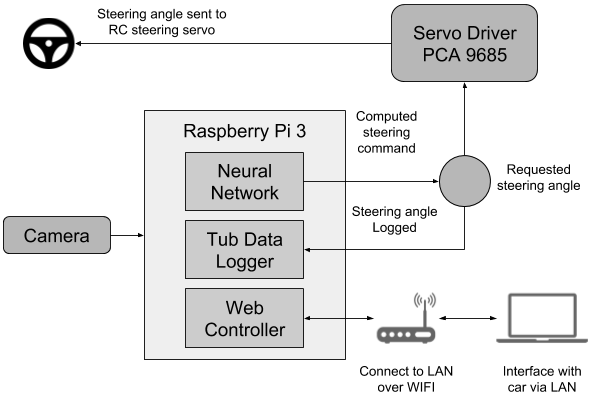 Steering angle sent to
RC steering servo
Servo Driver
PCA 9685
Computed
steering
command
Raspberry Pi 3
Neural
Network
Requested
steering angle
Steering angle
Logged
Camera
Tub Data
Logger
Web
Controller
Connect to LAN
over WIFI
Interface with
car via LAN